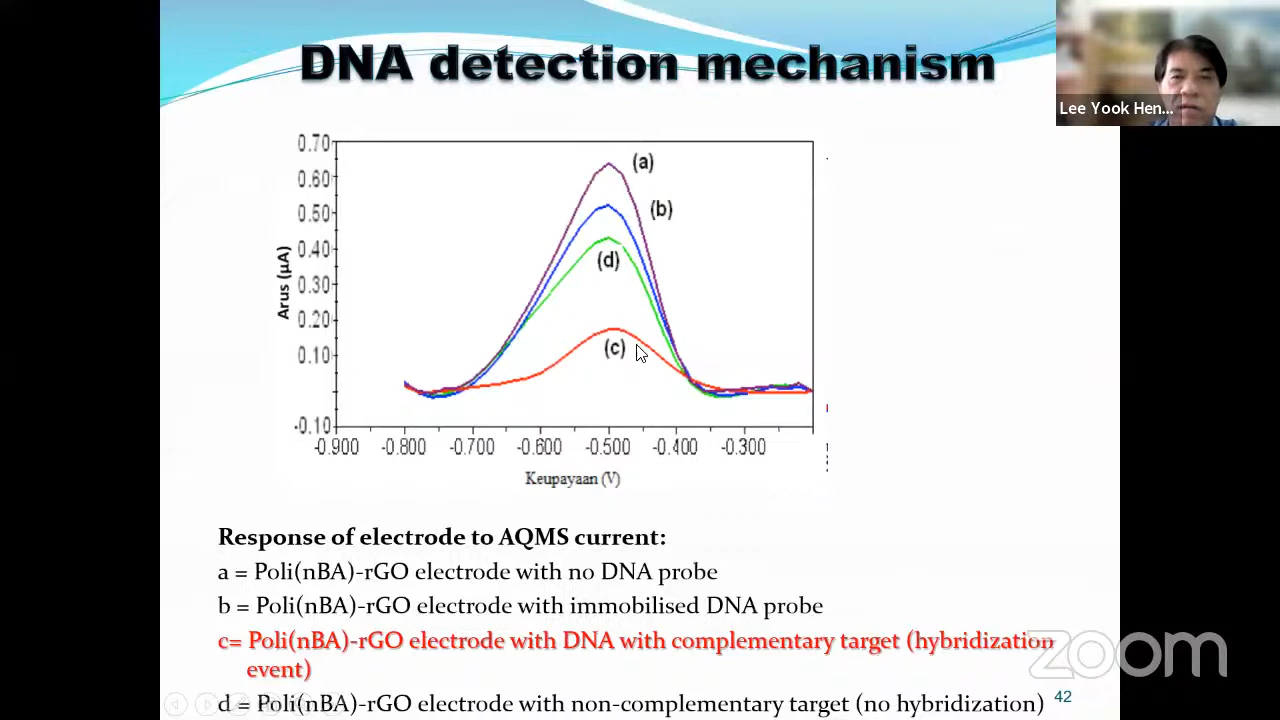 DNA detection mechanism
Lee Yook Hen...
0.70
(a)
0.60
(b)
0.50
0.40
(d)
Arus (µA)
0.30
0.20
(c)
0.10
-0.10
-0.900 -0.800 -0.700 -0.600 -0.500 -0.400 -0.300
Keupayaan (V)
Response of electrode to AQMS current:
a = Poli(nBA)-rGO electrode with no DNA probe
b = Poli(nBA)-rGO electrode with immobilised DNA probe
c= Poli(nBA)-rGO electrode with DNA with complementary target (hybridization
event)
zoom
d = Poli(nBA)-rGO electrode with non-complementary target (no hybridization)
42